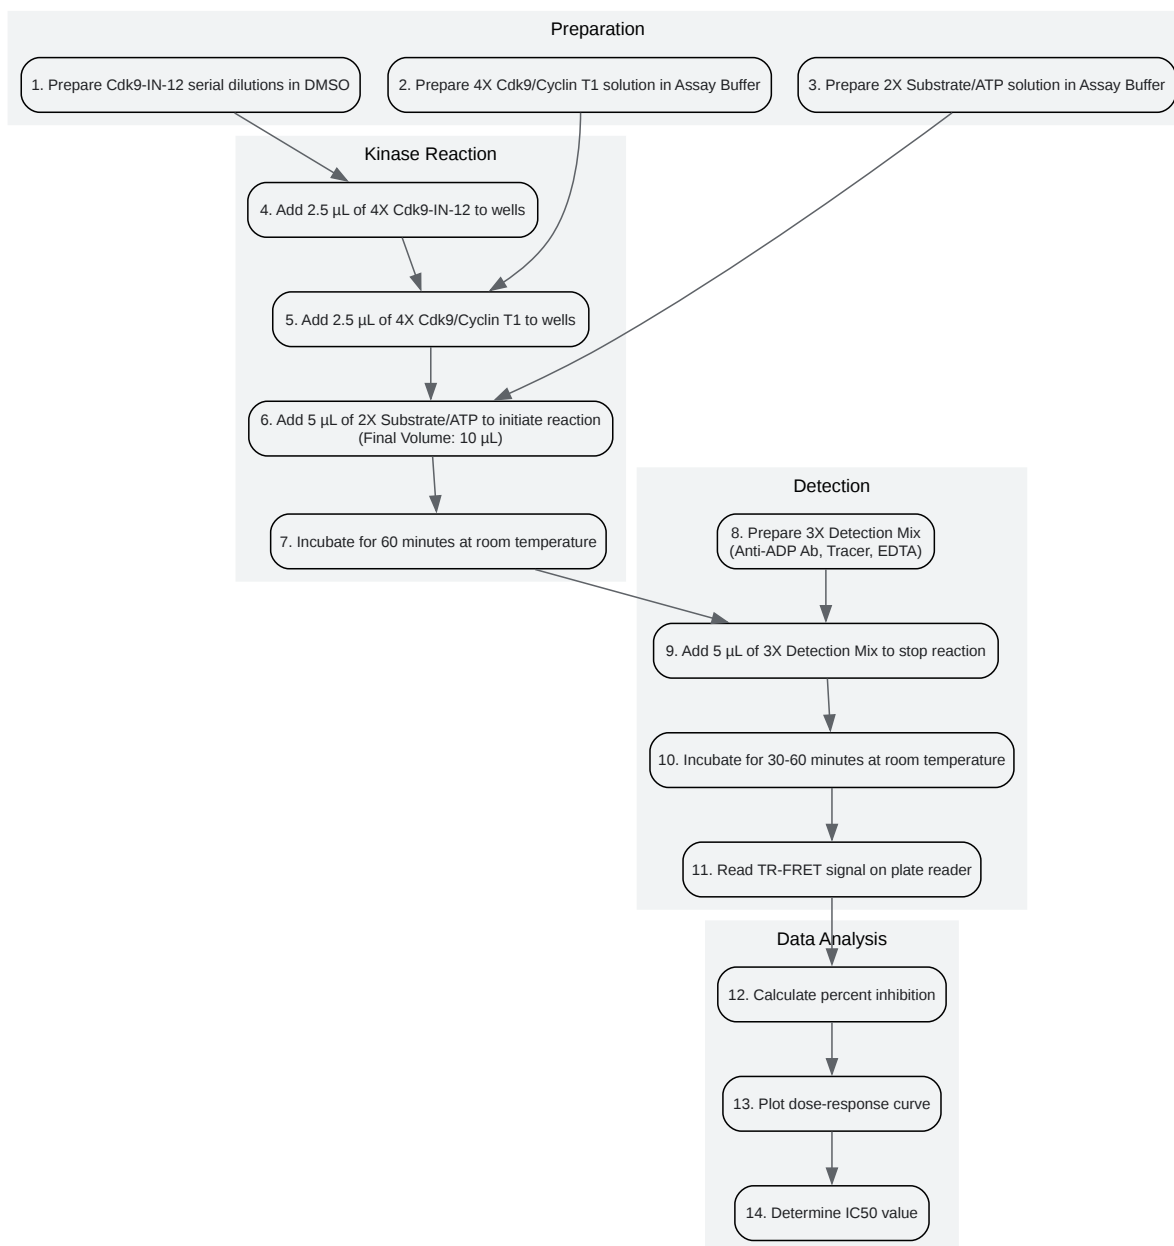 Preparation
1. Prepare Cdk9-IN-12 serial dilutions in DMSO
2. Prepare 4X Cdk9/Cyclin T1 solution in Assay Buffer
3. Prepare 2X Substrate/ATP solution in Assay Buffer
Kinase Reaction
4. Add 2.5 µL of 4X Cdk9-IN-12 to wells
5. Add 2.5 µL of 4X Cdk9/Cyclin T1 to wells
6. Add 5 µL of 2X Substrate/ATP to initiate reaction
(Final Volume: 10 µL)
7. Incubate for 60 minutes at room temperature
Detection
8. Prepare 3X Detection Mix
(Anti-ADP Ab, Tracer, EDTA)
9. Add 5 µL of 3X Detection Mix to stop reaction
10. Incubate for 30-60 minutes at room temperature
11. Read TR-FRET signal on plate reader
Data Analysis
12. Calculate percent inhibition
13. Plot dose-response curve
14. Determine IC50 value